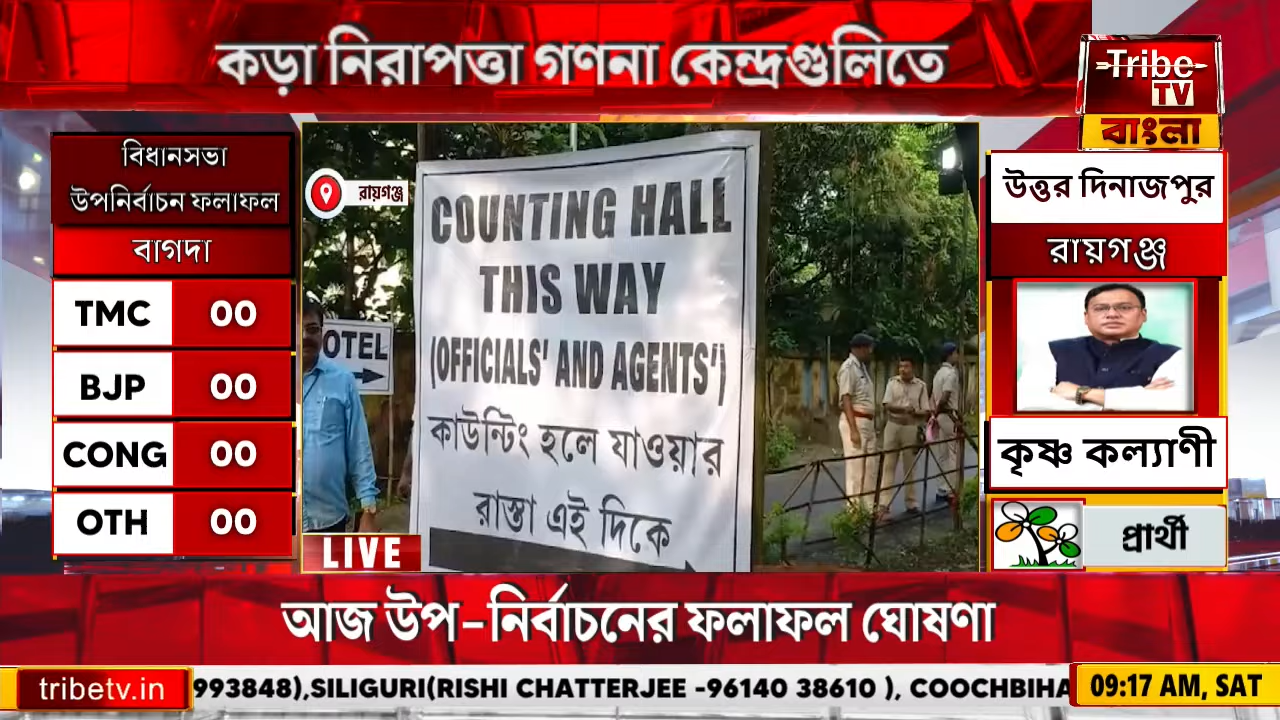 কড়া নিরাপত্তা গণনা কেন্দ্রগুলিতে
Tribe
TV
বাংলা
বিধানসভা
উপনির্বাচন ফলাফল
বাগদা
TMC 00
BJP 00
CONG 00
OTH 00
রায়গঞ্জ
COUNTING HALL
THIS WAY
(OFFICIALS' AND AGENTS')
কাউন্টিং হলে যাওয়ার
রাস্তা এই দিকে
OTEL
LIVE
উত্তর দিনাজপুর
রায়গঞ্জ
কৃষ্ণ কল্যাণী
প্রার্থী
আজ উপ-নির্বাচনের ফলাফল ঘোষণা
tribetv.in
993848),SILIGURI(RISHI CHATTERJEE -96140 38610 ), COOCHBIHA
09:17 AM, SAT